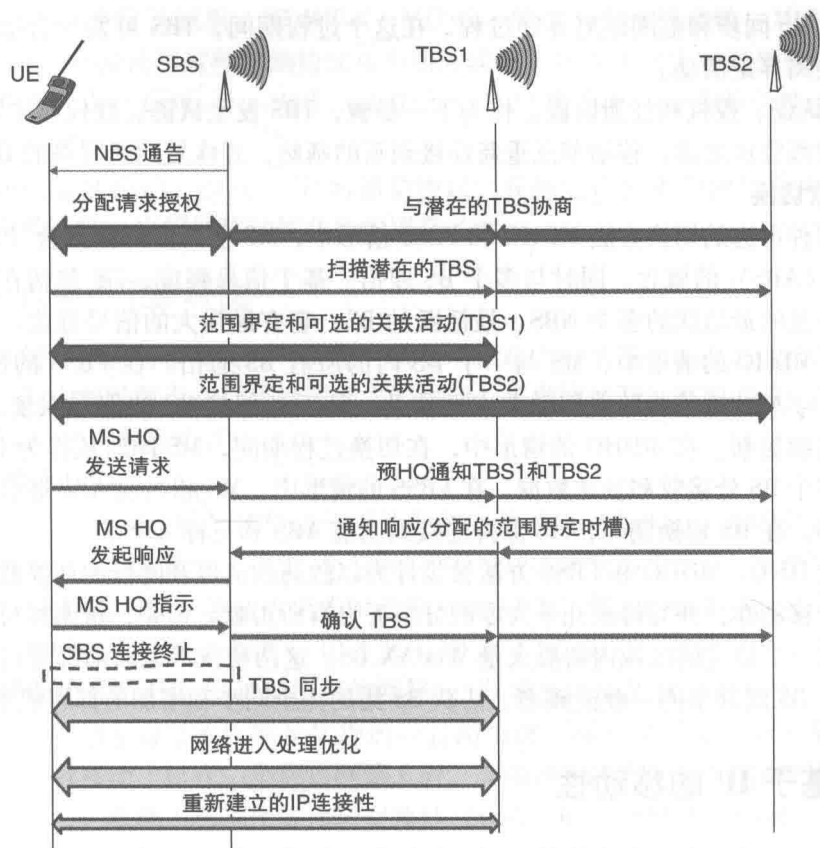 UE
SBS
TBS1
TBS2
NBS 通告
分配请求授权
与潜在的TBS协商
扫描潜在的TBS
范围界定和可选的关联活动(TBS1)
范围界定和可选的关联活动(TBS2)
MS HO
发送请求
预HO通知TBS1和TBS2
MS HO
发起响应
通知响应(分配的范围界定时槽)
MS HO 指示
确认 TBS
SBS 连接终止
TBS 同步
网络进入处理优化
重新建立的IP连接性